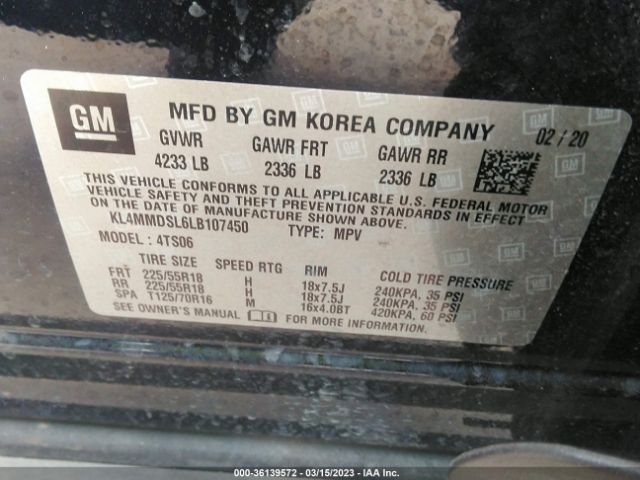 GM
MFD BY GM KOREA COMPANY 02/20
GVWR GAWR FRT GAWR RR
4233 LB 2336 LB 2336 LB
THIS VEHICLE CONFORMS TO ALL APPLICABLE U.S. FEDERAL MOTOR
VEHICLE SAFETY AND THEFT PREVENTION STANDARDS IN EFFECT
ON THE DATE OF MANUFACTURE SHOWN ABOVE.
KL4MMDSL6LB107450 TYPE: MPV
MODEL: 4TS06
TIRE SIZE SPEED RTG RIM COLD TIRE PRESSURE
FRT 225/55R18 H 18x7.5J 240KPA, 35 PSI
RR 225/55R18 H 18x7.5J 240KPA, 35 PSI
SPA T125/70R16 M 16x4.0BT 420KPA, 60 PSI
SEE OWNER'S MANUAL FOR MORE INFORMATION.
000-36139572 — 03/15/2023 — IAA Inc.